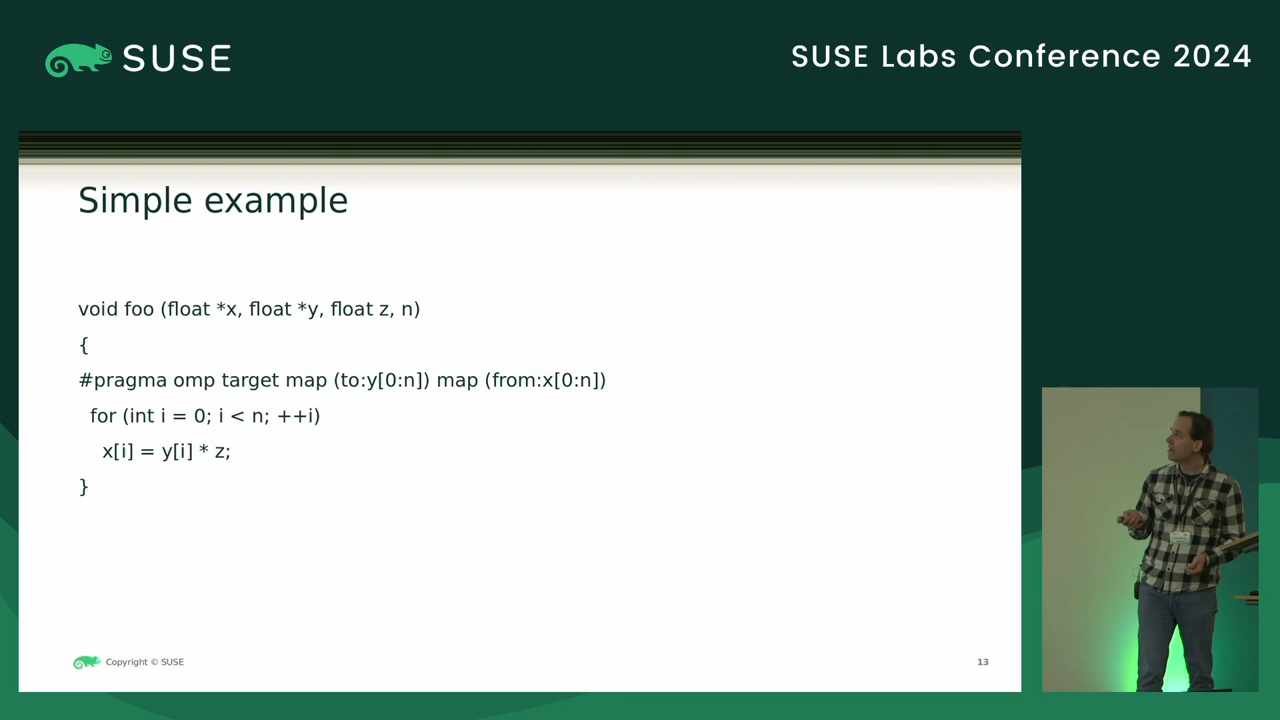 SUSE
SUSE Labs Conference 2024
Simple example
void foo (float *x, float *y, float z, n)
{
#pragma omp target map (to:y[0:n]) map (from:x[0:n])
for (int i = 0; i < n; ++i)
x[i] = y[i] * z;
}
Copyright © SUSE
13